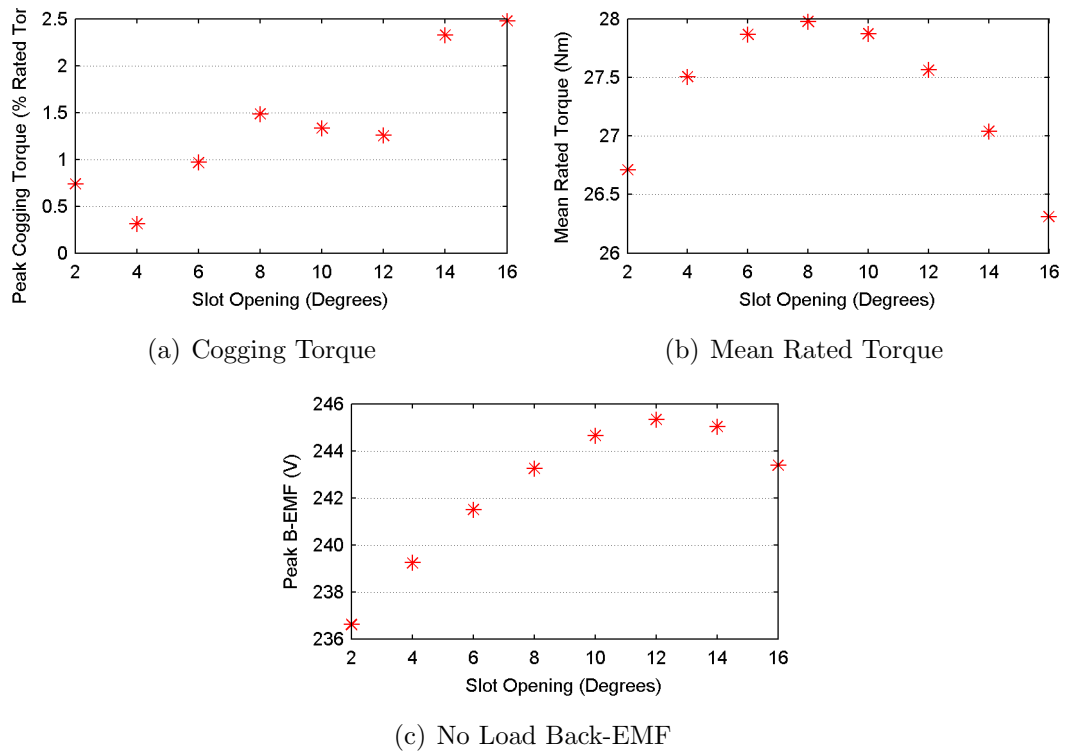 Peak Cogging Torque (% Rated Tor
2.5
2
1.5
1
0.5
0
2 4 6 8 10 12 14 16
Slot Opening (Degrees)
(a) Cogging Torque
Mean Rated Torque (Nm)
28
27.5
27
26.5
26
2 4 6 8 10 12 14 16
Slot Opening (Degrees)
(b) Mean Rated Torque
Peak B-EMF (V)
246
244
242
240
238
236
2 4 6 8 10 12 14 16
Slot Opening (Degrees)
(c) No Load Back-EMF